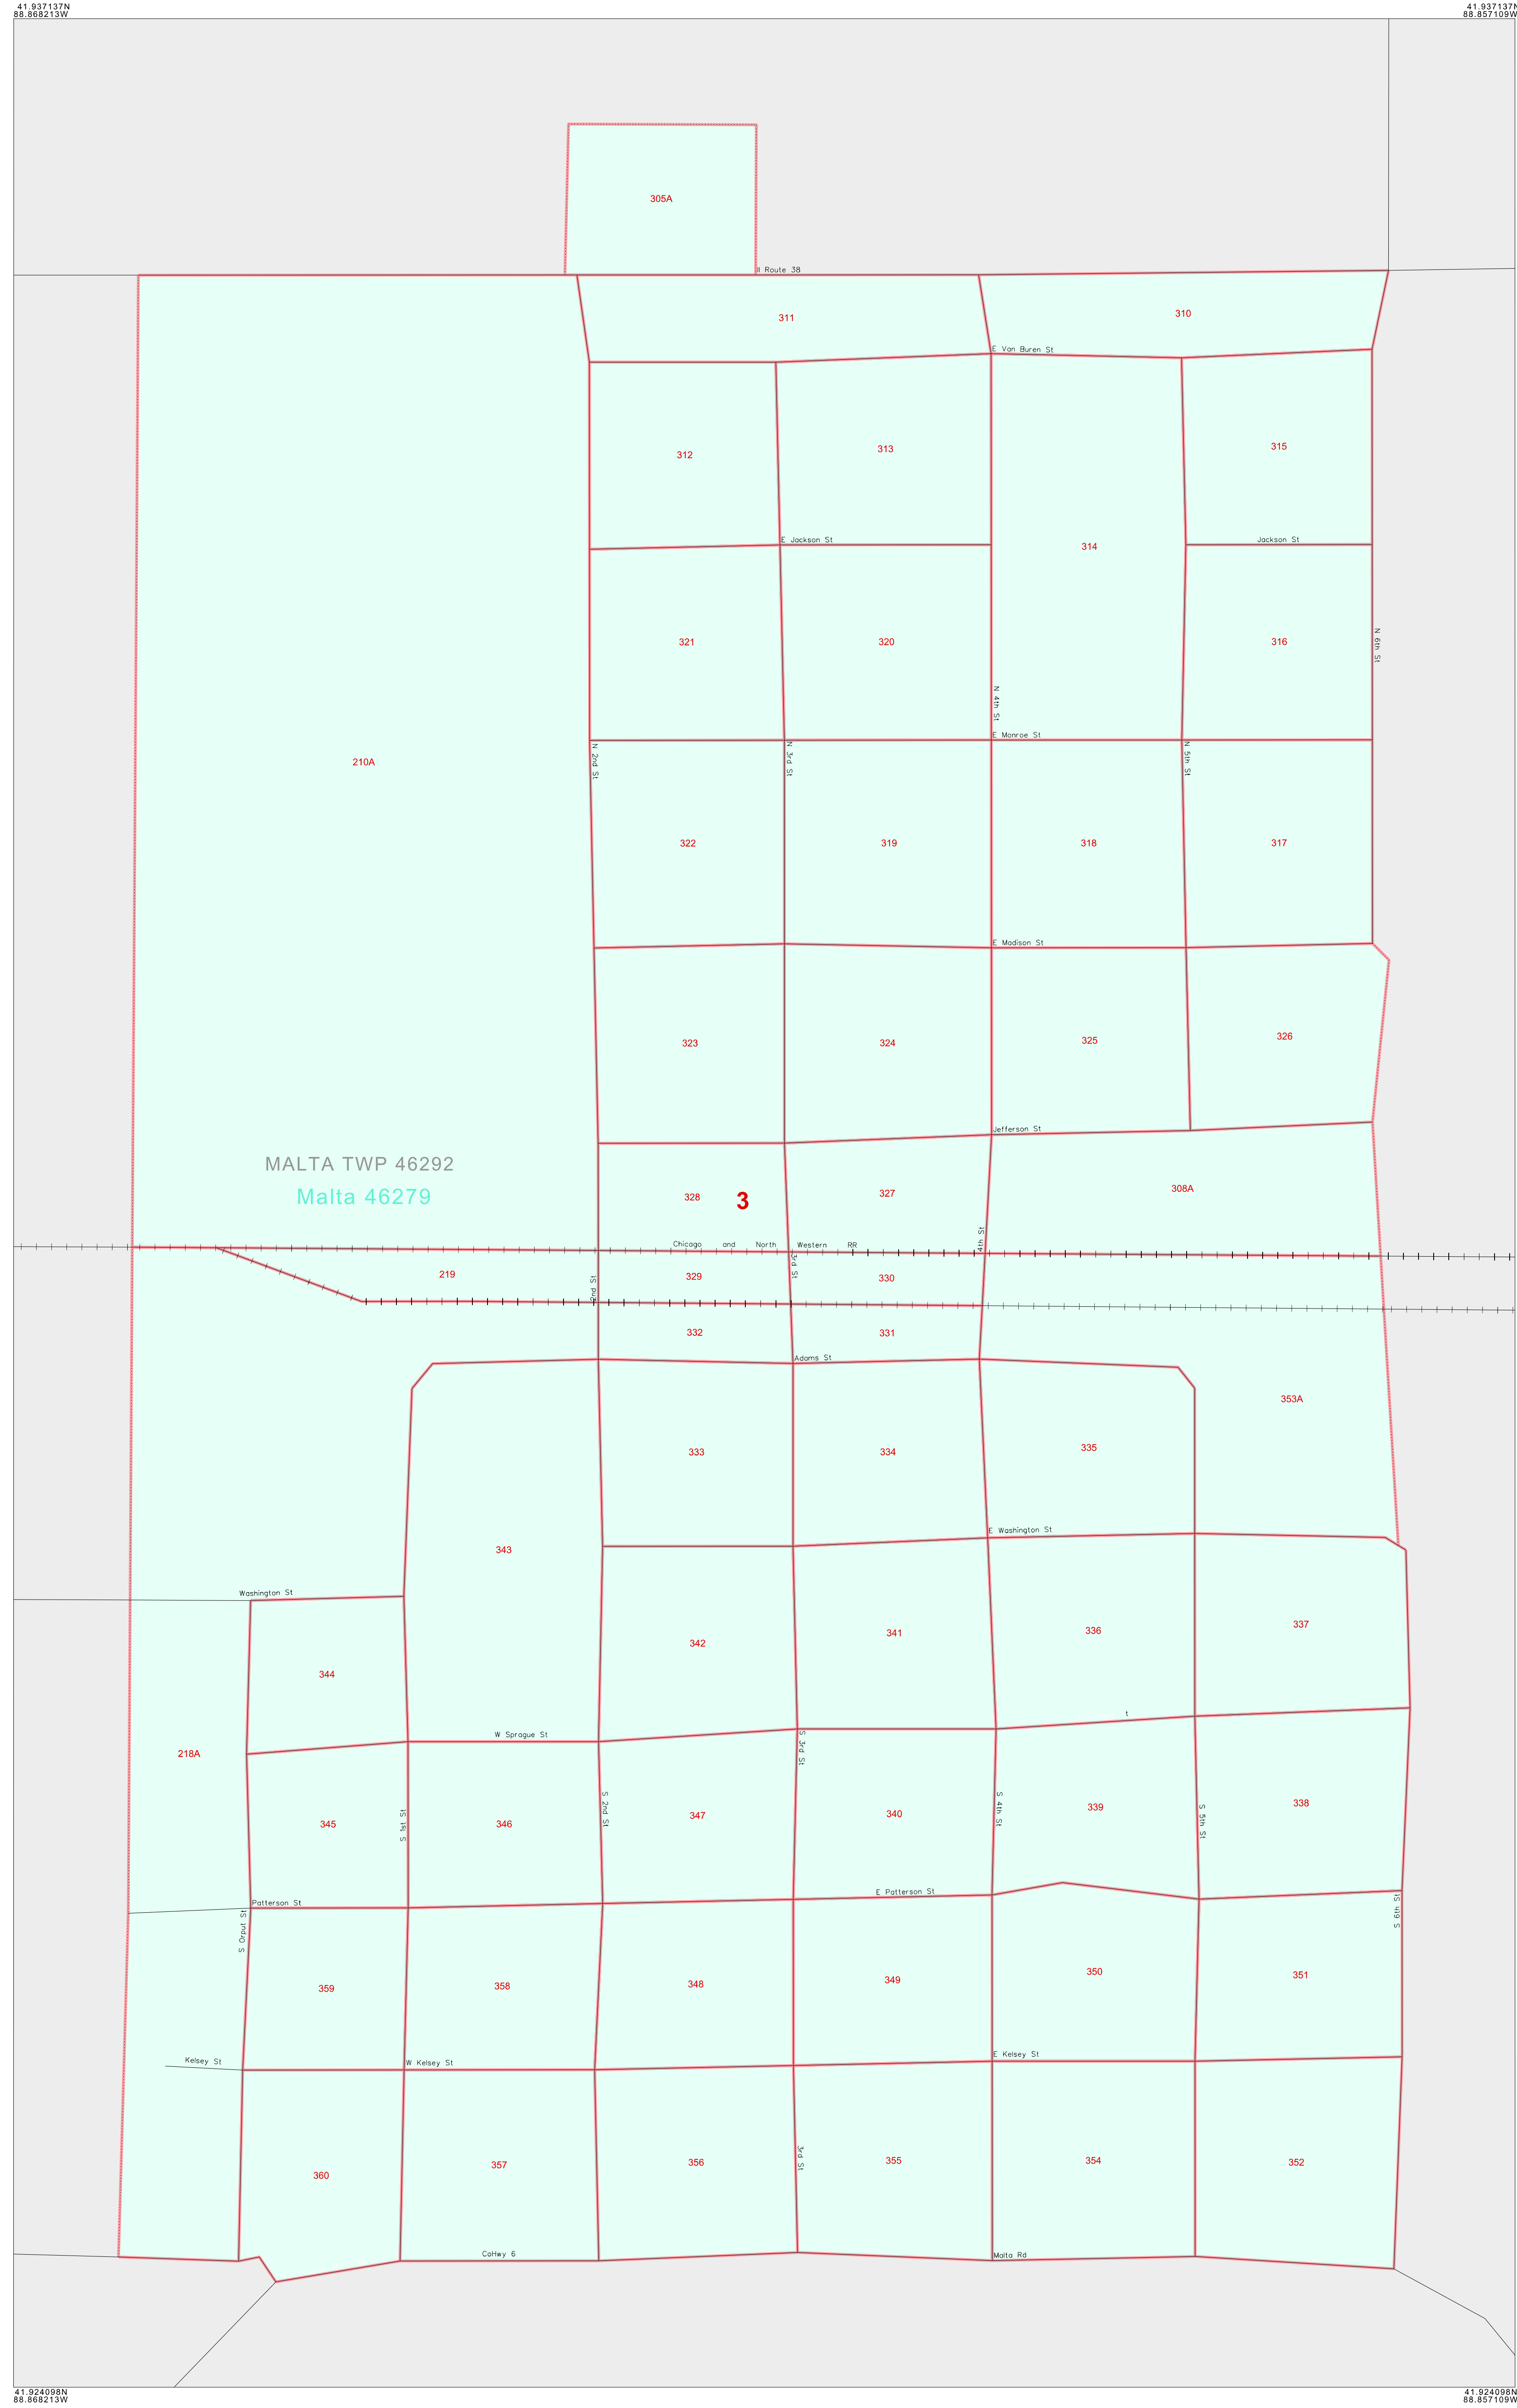 41.937137N
88.868213W
41.937137N
88.857109W
305A
Il Route 38
311
310
E Van Buren St
312
313
315
E Jackson St
Jackson St
314
321
320
316
N 6th St
N 4th St
E Monroe St
N 2nd St
N 3rd St
N 5th St
210A
322
319
318
317
E Madison St
323
324
325
326
Jefferson St
MALTA TWP 46292
Malta 46279
328
3
327
308A
4th St
Chicago and North Western RR
3rd St
219
329
330
2nd St
332
331
Adams St
353A
333
334
335
E Washington St
343
Washington St
342
341
336
337
344
t
W Sprague St
S 3rd St
218A
S 2nd St
S 4th St
S 5th St
345
S 1st St
346
347
340
339
338
E Patterson St
Patterson St
S Orput St
S 6th St
359
358
348
349
350
351
Kelsey St
W Kelsey St
E Kelsey St
3rd St
360
357
356
355
354
352
CoHwy 6
Malta Rd
41.924098N
88.868213W
41.924098N
88.857109W